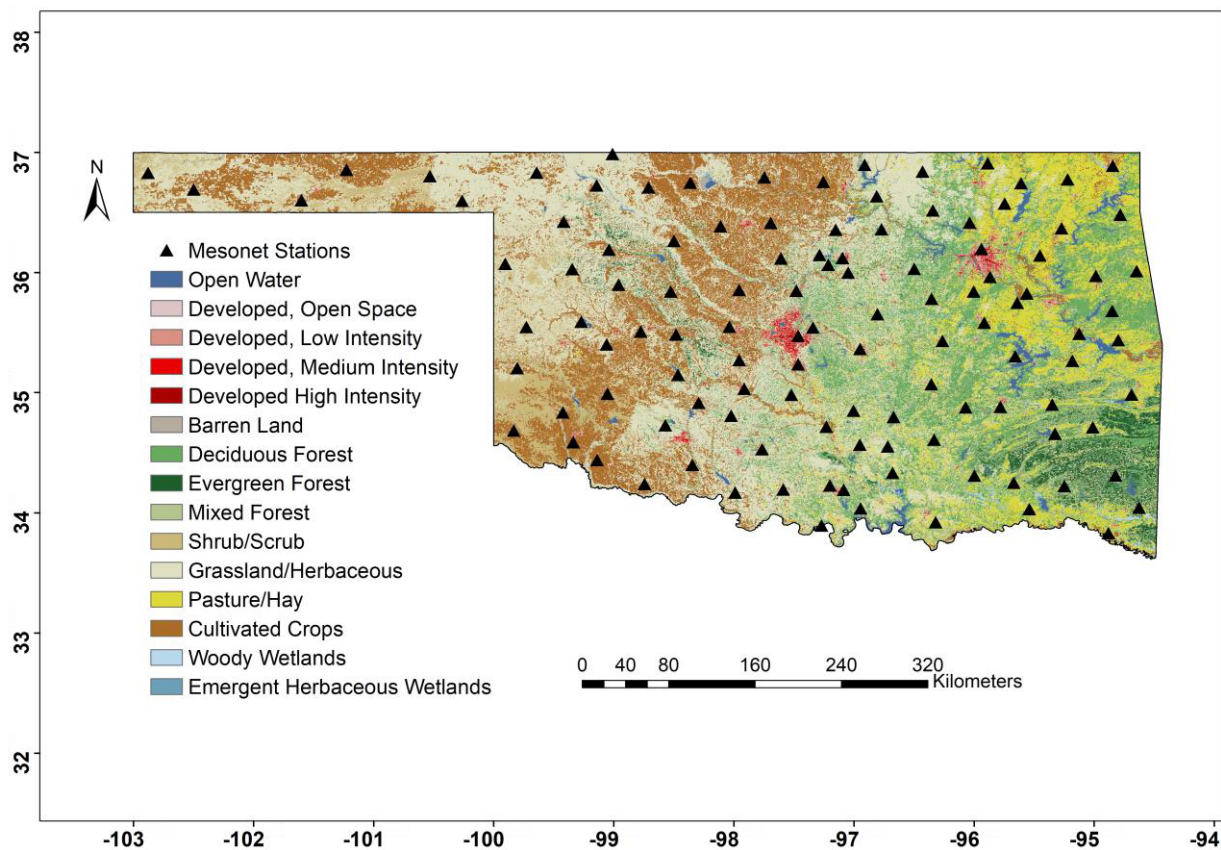 38
37
36
35
34
33
32
N
Mesonet Stations
Open Water
Developed, Open Space
Developed, Low Intensity
Developed, Medium Intensity
Developed High Intensity
Barren Land
Deciduous Forest
Evergreen Forest
Mixed Forest
Shrub/Scrub
Grassland/Herbaceous
Pasture/Hay
Cultivated Crops
Woody Wetlands
Emergent Herbaceous Wetlands
0 40 80 160 240 320
Kilometers
-103 -102 -101 -100 -99 -98 -97 -96 -95 -94